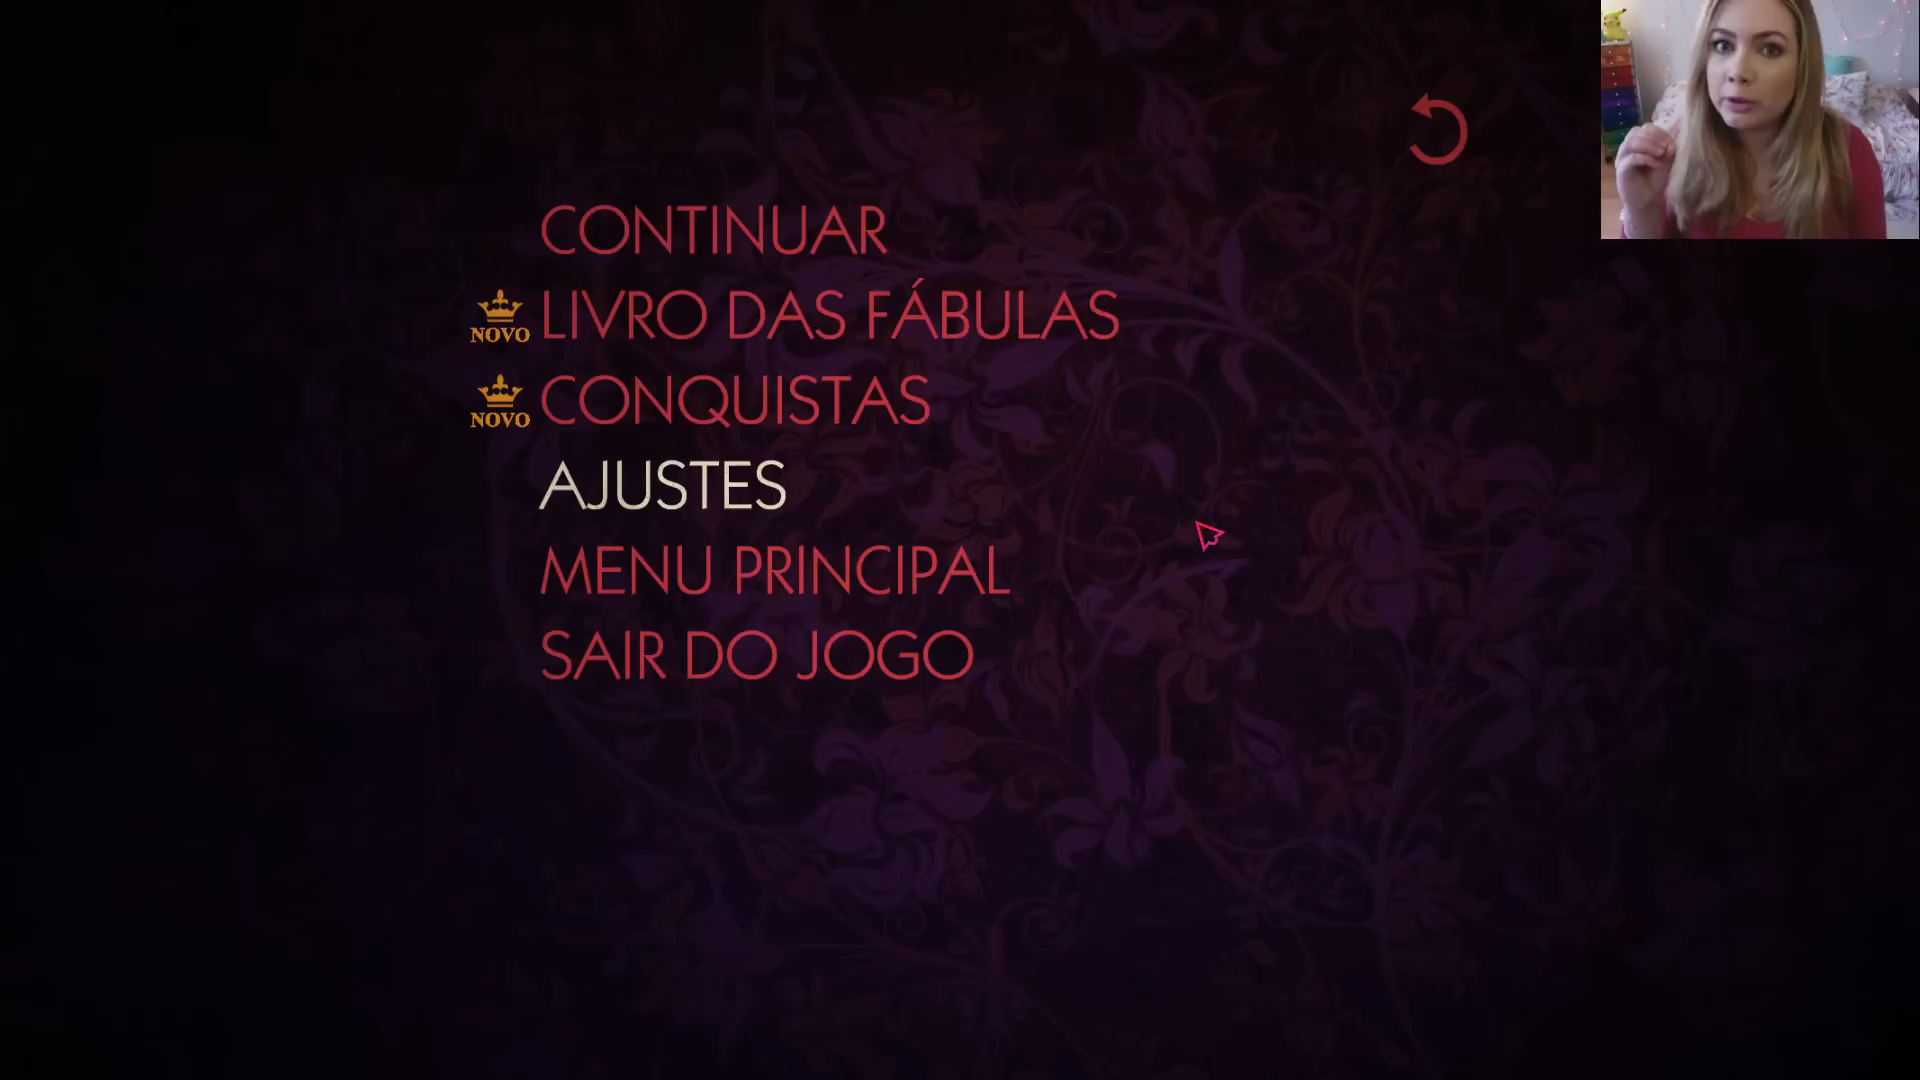 CONTINUAR
NOVO LIVRO DAS FÁBULAS
NOVO CONQUISTAS
AJUSTES
MENU PRINCIPAL
SAIR DO JOGO